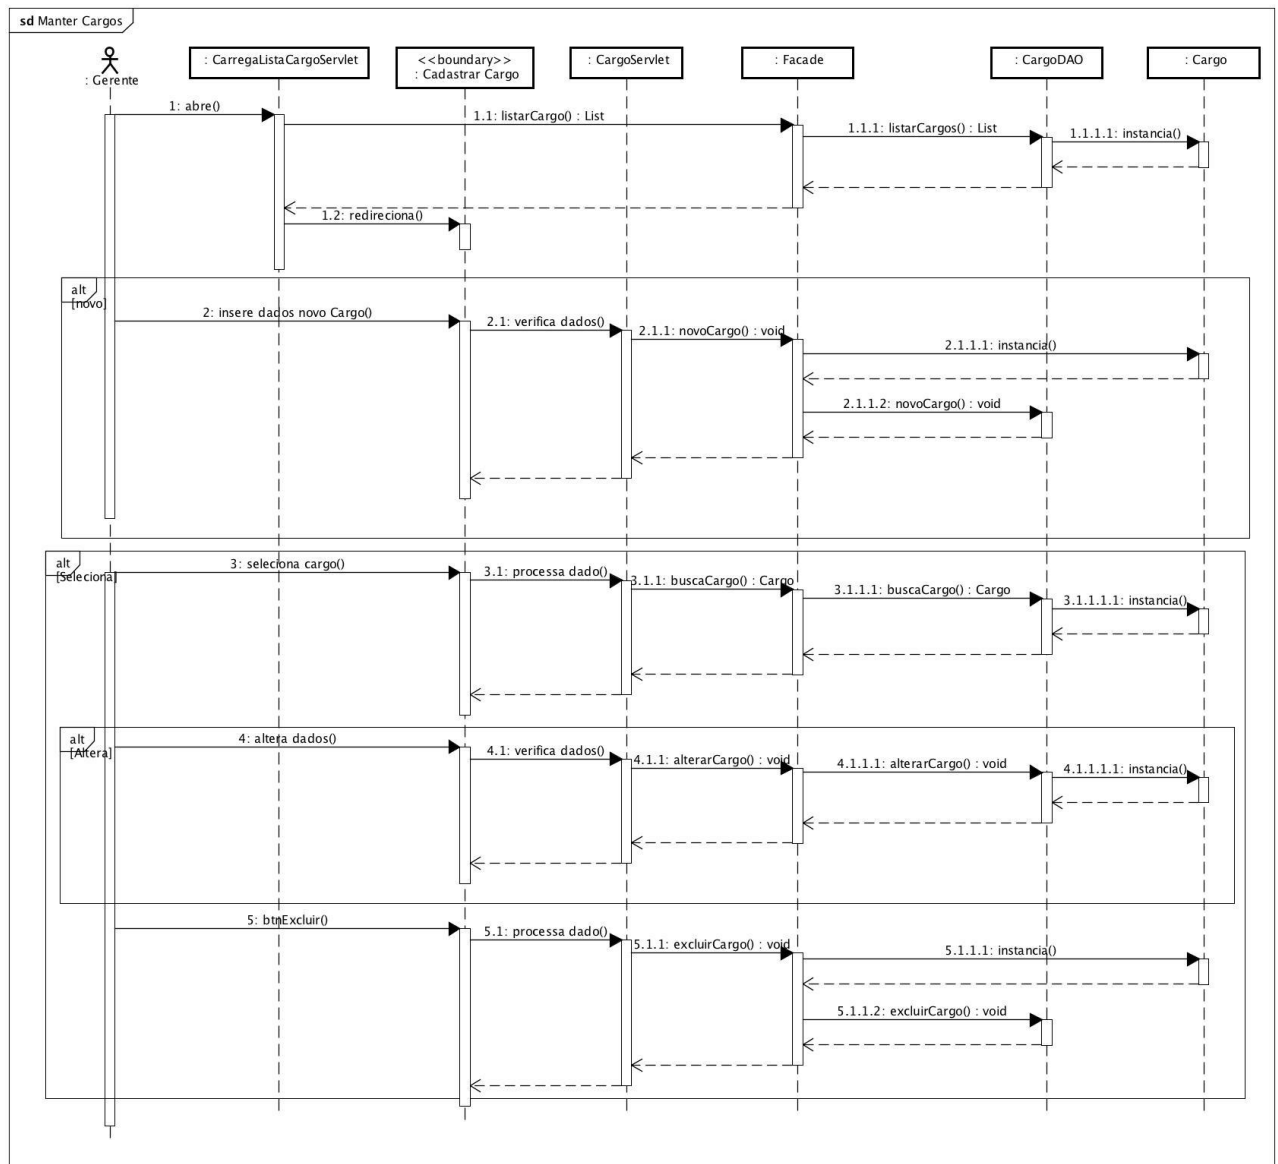 sd Manter Cargos
: Gerente
: CarregaListaCargoServlet
<<boundary>>
: Cadastrar Cargo
: CargoServlet
: Facade
: CargoDAO
: Cargo
1: abre()
1.1: listarCargo() : List
1.1.1: listarCargos() : List
1.1.1.1: instancia()
1.2: redireciona()
alt
[novo]
2: insere dados novo Cargo()
2.1: verifica dados()
2.1.1: novoCargo() : void
2.1.1.1: instancia()
2.1.1.2: novoCargo() : void
alt
[Seleciona]
3: seleciona cargo()
3.1: processa dado()
3.1.1: buscaCargo() : Cargo
3.1.1.1: buscaCargo() : Cargo
3.1.1.1.1: instancia()
alt
[Altera]
4: altera dados()
4.1: verifica dados()
4.1.1: alterarCargo() : void
4.1.1.1: alterarCargo() : void
4.1.1.1.1: instancia()
5: btnExcluir()
5.1: processa dado()
5.1.1: excluirCargo() : void
5.1.1.1: instancia()
5.1.1.2: excluirCargo() : void